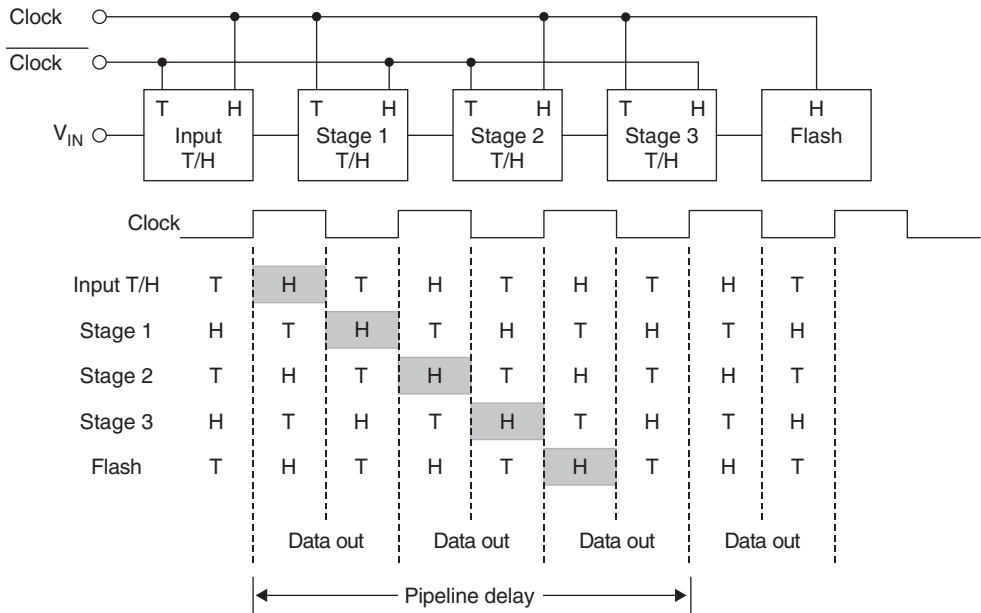 Clock
Clock
T H T H T H T H H
V_IN Input Stage 1 Stage 2 Stage 3 Flash
T/H T/H T/H T/H
Clock
Input T/H T H T H T H T H T
Stage 1 H T H T H T H T H
Stage 2 T H T H T H T H T
Stage 3 H T H T H T H T H
Flash T H T H T H T H T
Data out Data out Data out Data out
Pipeline delay